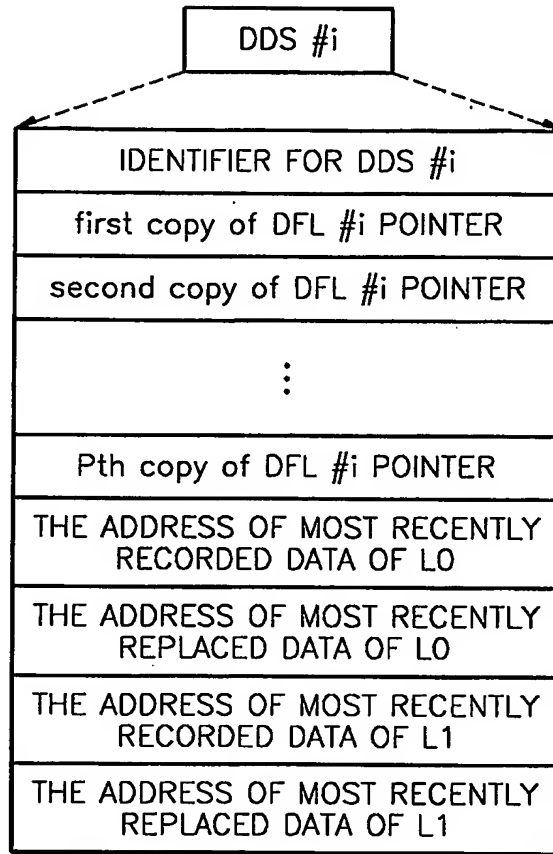 DDS #i
IDENTIFIER FOR DDS #i
first copy of DFL #i POINTER
second copy of DFL #i POINTER
⋮
Pth copy of DFL #i POINTER
THE ADDRESS OF MOST RECENTLY
RECORDED DATA OF L0
THE ADDRESS OF MOST RECENTLY
REPLACED DATA OF L0
THE ADDRESS OF MOST RECENTLY
RECORDED DATA OF L1
THE ADDRESS OF MOST RECENTLY
REPLACED DATA OF L1